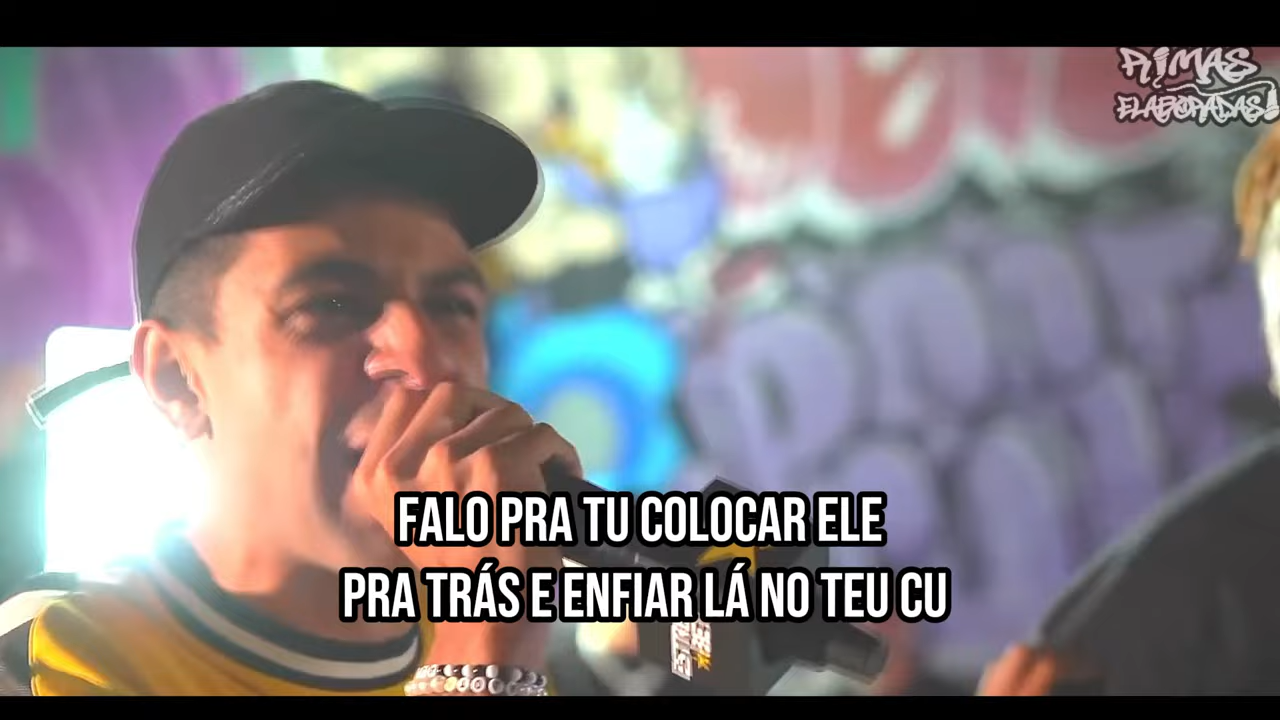 RIMAS
ELABORADAS!
FALO PRA TU COLOCAR ELE
PRA TRÁS E ENFIAR LÁ NO TEU CU